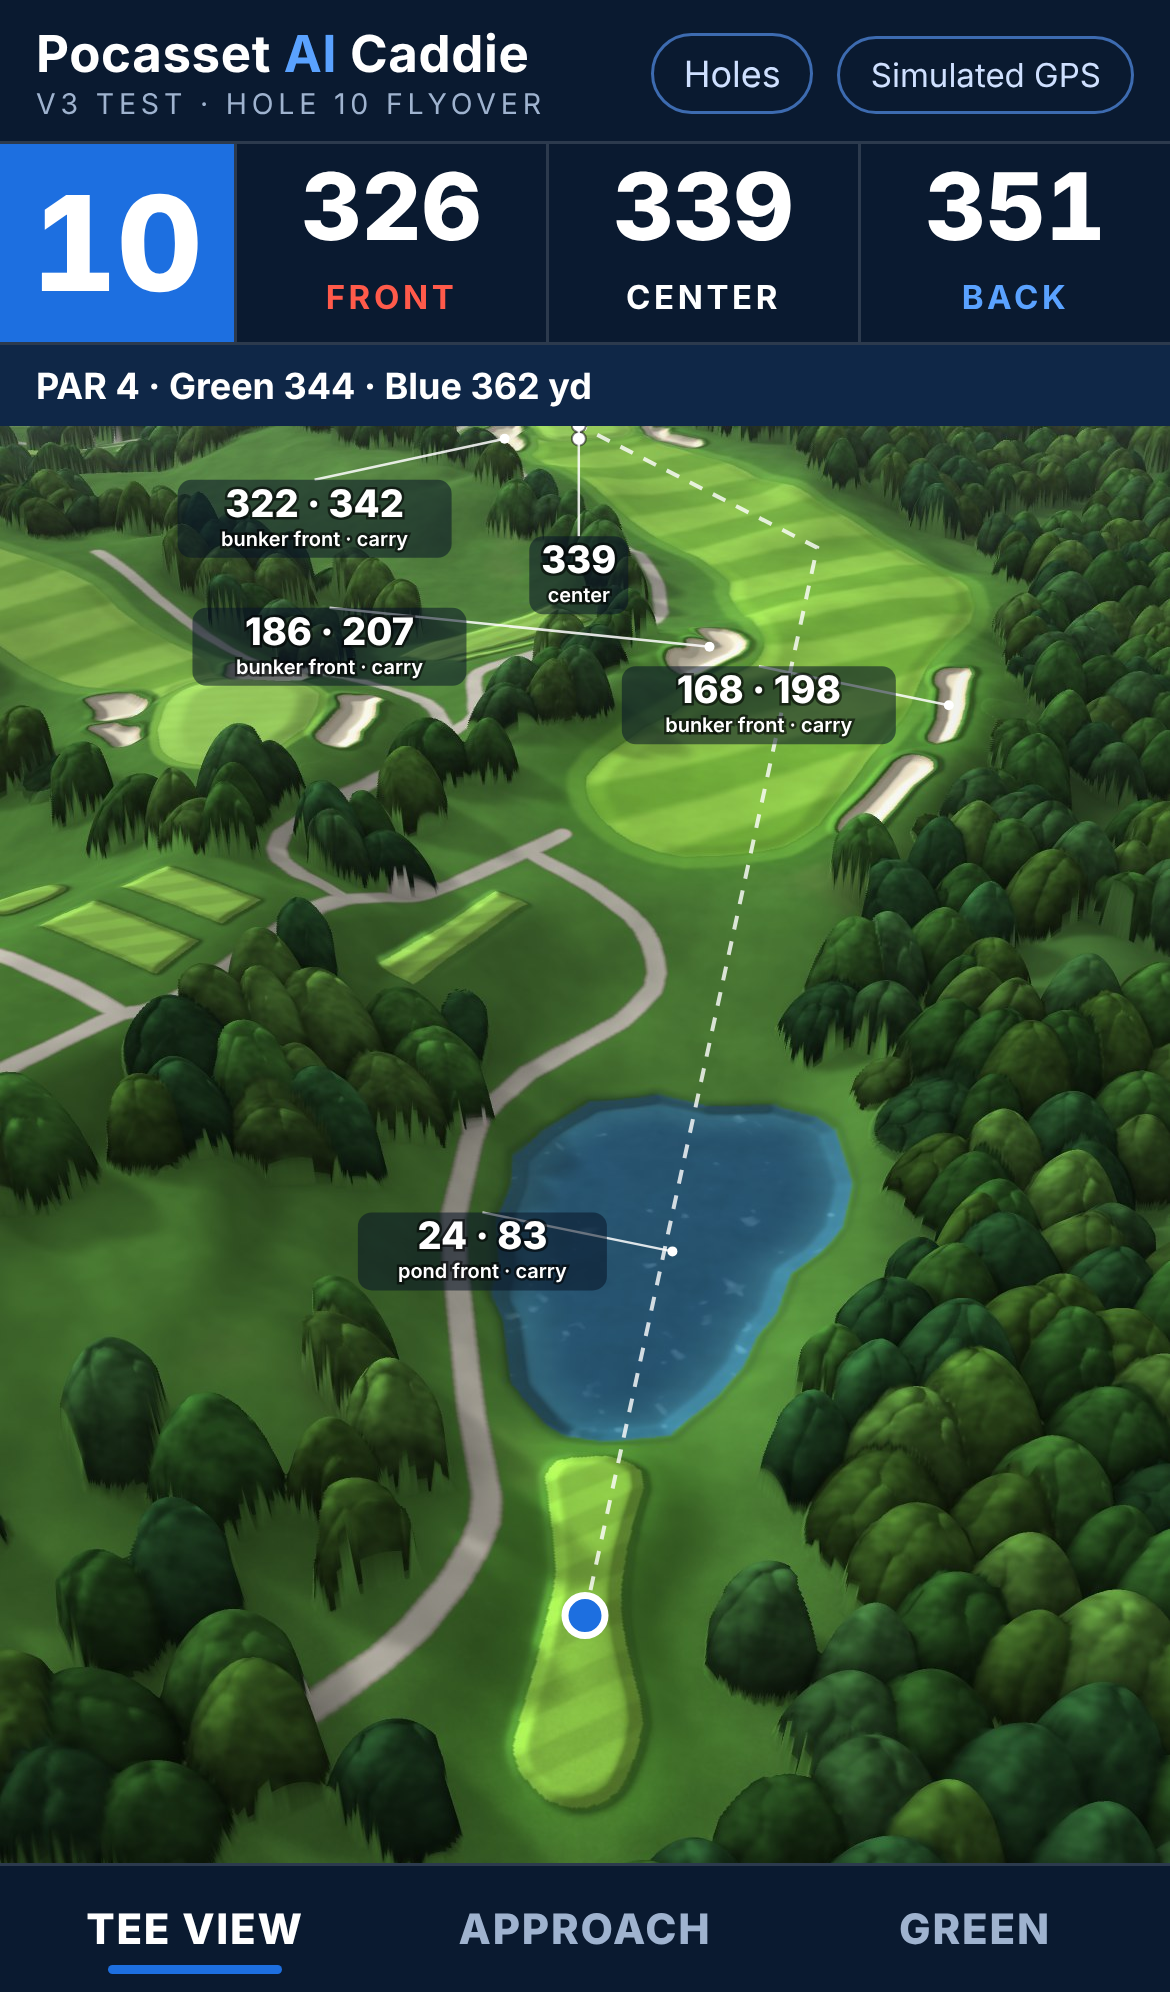 Pocasset AI Caddie
V3 TEST · HOLE 10 FLYOVER
Holes
Simulated GPS
10
326
FRONT
339
CENTER
351
BACK
PAR 4 · Green 344 · Blue 362 yd
322 · 342
bunker front · carry
339
center
186 · 207
bunker front · carry
168 · 198
bunker front · carry
24 · 83
pond front · carry
TEE VIEW
APPROACH
GREEN